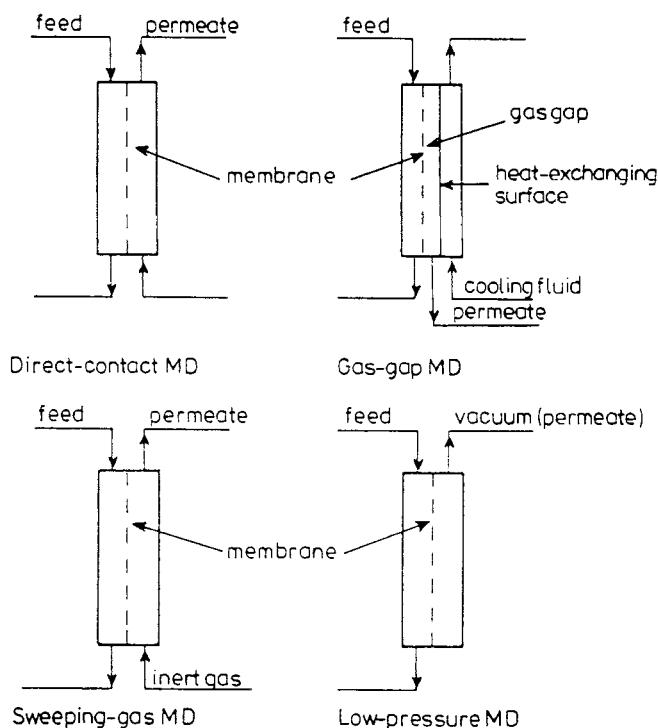 feed
permeate
feed
gas gap
membrane
heat-exchanging
surface
cooling fluid
permeate
Direct-contact MD
Gas-gap MD
feed
permeate
feed
vacuum (permeate)
membrane
inert gas
Sweeping-gas MD
Low-pressure MD